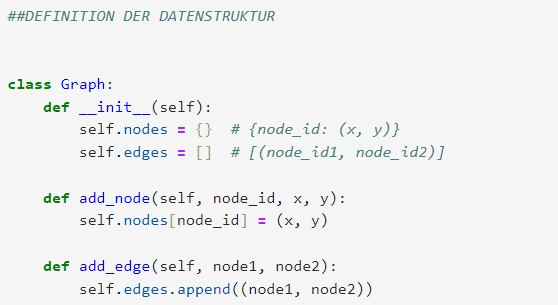 ##DEFINITION DER DATENSTRUKTUR
class Graph:
    def __init__(self):
        self.nodes = {}  # {node_id: (x, y)}
        self.edges = []  # [(node_id1, node_id2)]
    def add_node(self, node_id, x, y):
        self.nodes[node_id] = (x, y)
    def add_edge(self, node1, node2):
        self.edges.append((node1, node2))